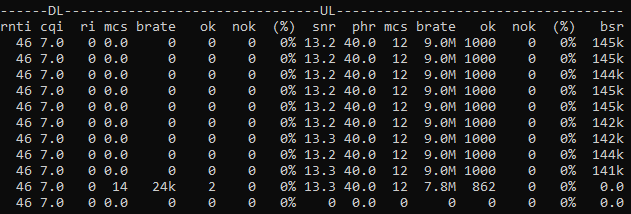 ------DL--------------------------------UL------------------------------------
rnti cqi ri mcs brate ok nok (%) snr phr mcs brate ok nok (%) bsr
46 7.0 0 0.0 0 0 0 0% 13.2 40.0 12 9.0M 1000 0 0% 145k
46 7.0 0 0.0 0 0 0 0% 13.2 40.0 12 9.0M 1000 0 0% 145k
46 7.0 0 0.0 0 0 0 0% 13.2 40.0 12 9.0M 1000 0 0% 144k
46 7.0 0 0.0 0 0 0 0% 13.2 40.0 12 9.0M 1000 0 0% 145k
46 7.0 0 0.0 0 0 0 0% 13.2 40.0 12 9.0M 1000 0 0% 145k
46 7.0 0 0.0 0 0 0 0% 13.2 40.0 12 9.0M 1000 0 0% 142k
46 7.0 0 0.0 0 0 0 0% 13.3 40.0 12 9.0M 1000 0 0% 142k
46 7.0 0 0.0 0 0 0 0% 13.2 40.0 12 9.0M 1000 0 0% 144k
46 7.0 0 0.0 0 0 0 0% 13.3 40.0 12 9.0M 1000 0 0% 141k
46 7.0 0 14 24k 2 0 0% 13.3 40.0 12 7.8M 862 0 0% 0.0
46 7.0 0 0.0 0 0 0 0% 0 0.0 0 0 0 0 0% 0.0